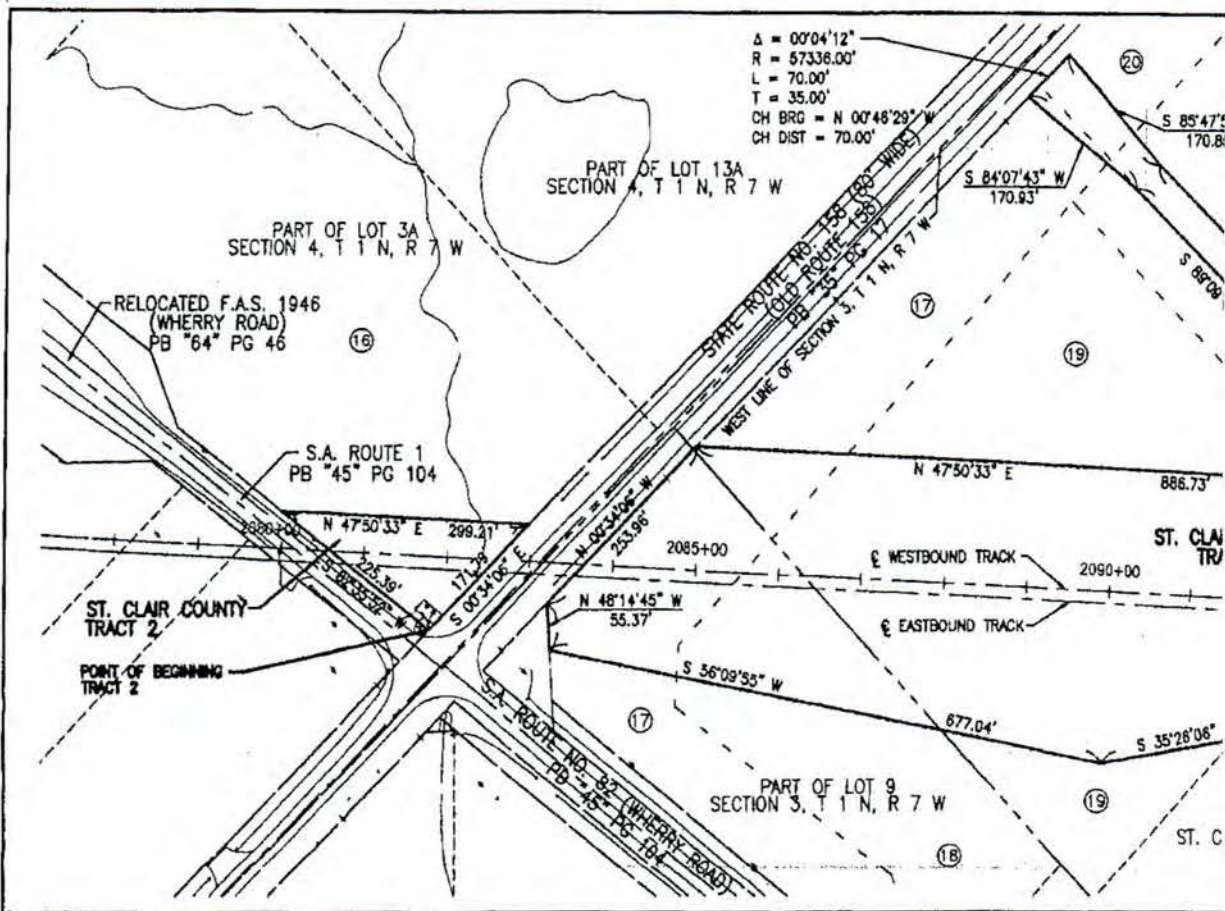 Δ = 00°04'12"
R = 57336.00'
L = 70.00'
T = 35.00'
CH BRG = N 00°48'29" W
CH DIST = 70.00'
20
S 85°47'5
170.8
S 84°07'43" W
170.93'
PART OF LOT 13A
SECTION 4, T 1 N, R 7 W
PART OF LOT 3A
SECTION 4, T 1 N, R 7 W
STATE ROUTE NO. 158 (80' WIDE)
(OLD ROUTE 158)
PB "35" PG 17
WEST LINE OF SECTION 3, T 1 N, R 7 W
17
S 89°09
RELOCATED F.A.S. 1946
(WHERRY ROAD)
PB "64" PG 46
16
19
S.A. ROUTE 1
PB "45" PG 104
N 47°50'33" E
886.73'
N 47°50'33" E
299.21'
2080+00
225.39'
171.29'
S 00°34'06" E
N 00°34'06" W
253.96'
2085+00
℄ WESTBOUND TRACK
2090+00
ST. CLAI
TR
℄ EASTBOUND TRACK
ST. CLAIR COUNTY
TRACT 2
N 48°14'45" W
55.37'
POINT OF BEGINNING
TRACT 2
S 36°09'55" W
677.04'
S 35°28'08"
17
S.A. ROUTE NO. 82 (WHERRY ROAD)
PB "45" PG 104
PART OF LOT 9
SECTION 3, T 1 N, R 7 W
19
18
ST. C